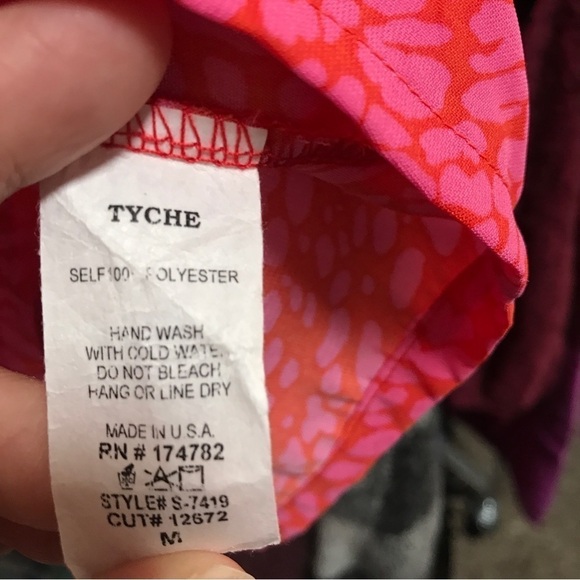 TYCHE
SELF 100% POLYESTER
HAND WASH
WITH COLD WATER
DO NOT BLEACH
HANG OR LINE DRY
MADE IN U.S.A.
RN # 174782
STYLE# S-7419
CUT# 12672
M